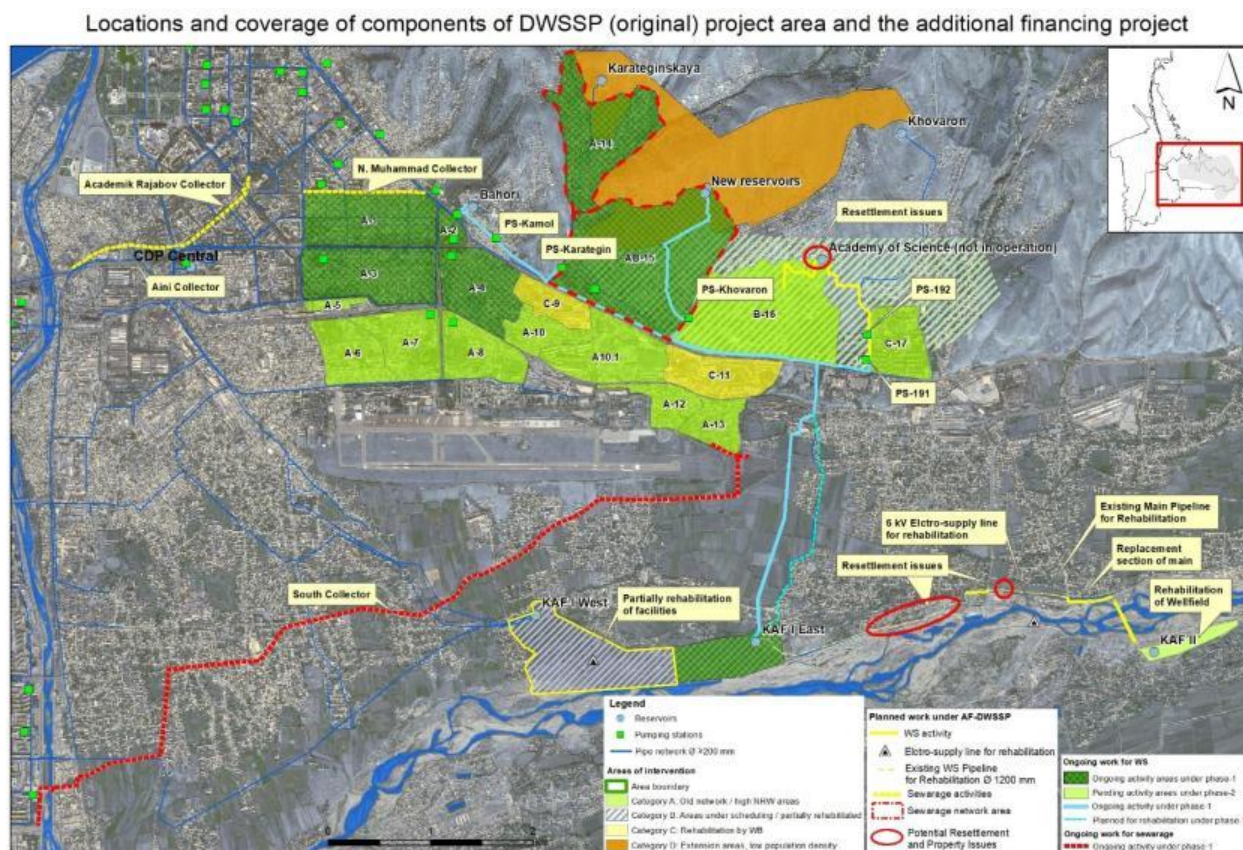 Locations and coverage of components of DWSSP (original) project area and the additional financing project
Karateginskaya
Khovaron
N
N. Muhammad Collector
Academik Rajabov Collector
A-14
New reservoirs
Bahori
Resettlement issues
A-1
A-2
PS-Kamol
PS-Karategin
Academy of Science (not in operation)
CDP Central
A-3
Aini Collector
PS-Khovaron
PS-192
A-5
C-9
B-16
A-10
A-6
A-7
A-8
A10.1
C-17
C-11
PS-191
A-12
A-13
6 kV Elctro-supply line
for rehabilitation
Existing Main Pipeline
for Rehabilitation
Replacement
section of main
Resettlement issues
South Collector
KAF I West
Partially rehabilitation
of facilities
KAF I East
Rehabilitation
of Wellfield
KAF II
2
Legend
Reservoirs
Pumping stations
Pipe network Ø >200 mm
Areas of intervention
Area boundary
Category A: Old network / high NRW areas
Category B: Areas under scheduling / partially rehabilitated
Category C: Rehabilitation by WB
Category D: Extension areas, low population density
Planned work under AF-DWSSP
WS activity
Elctro-supply line for rehabilitation
Existing WS Pipeline
for Rehabilitation Ø 1200 mm
Sewarage activities
Sewarage network area
Potential Resettlement
and Property Issues
Ongoing work for WS
Ongoing activity areas under phase-1
Pending activity areas under phase-2
Ongoing activity under phase-1
Planned for rehabilitation under phase
Ongoing work for sewarage
Ongoing activity under phase-1